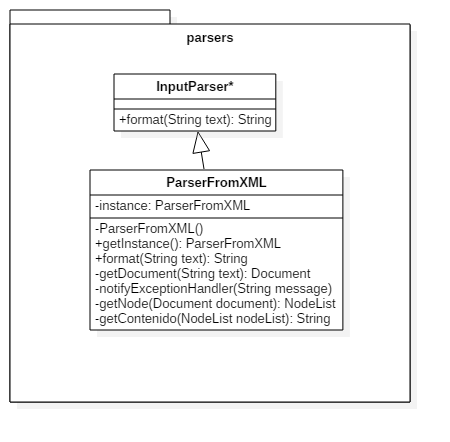 parsers
InputParser*
+format(String text): String
ParserFromXML
-instance: ParserFromXML
-ParserFromXML()
+getInstance(): ParserFromXML
+format(String text): String
-getDocument(String text): Document
-notifyExceptionHandler(String message)
-getNode(Document document): NodeList
-getContenido(NodeList nodeList): String